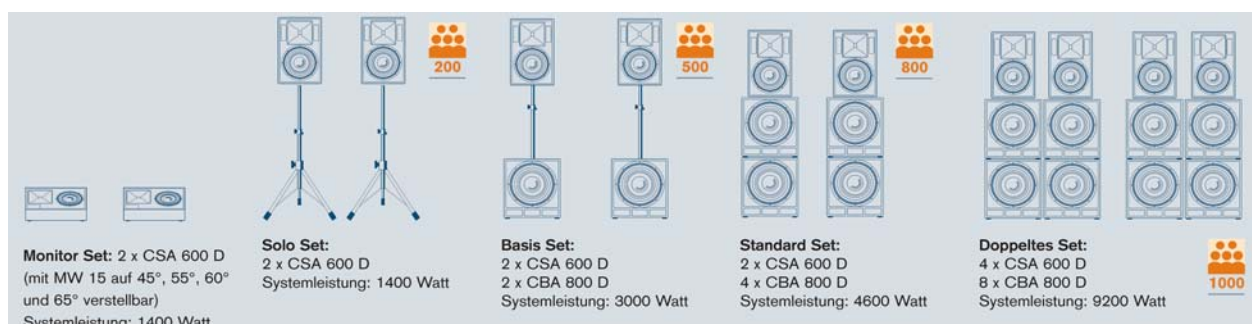 200
500
800
Monitor Set: 2 x CSA 600 D
(mit MW 15 auf 45°, 55°, 60°
und 65° verstellbar)
Systemleistung: 1400 Watt
Solo Set:
2 x CSA 600 D
Systemleistung: 1400 Watt
Basis Set:
2 x CSA 600 D
2 x CBA 800 D
Systemleistung: 3000 Watt
Standard Set:
2 x CSA 600 D
4 x CBA 800 D
Systemleistung: 4600 Watt
Doppeltes Set:
4 x CSA 600 D
8 x CBA 800 D
Systemleistung: 9200 Watt
1000